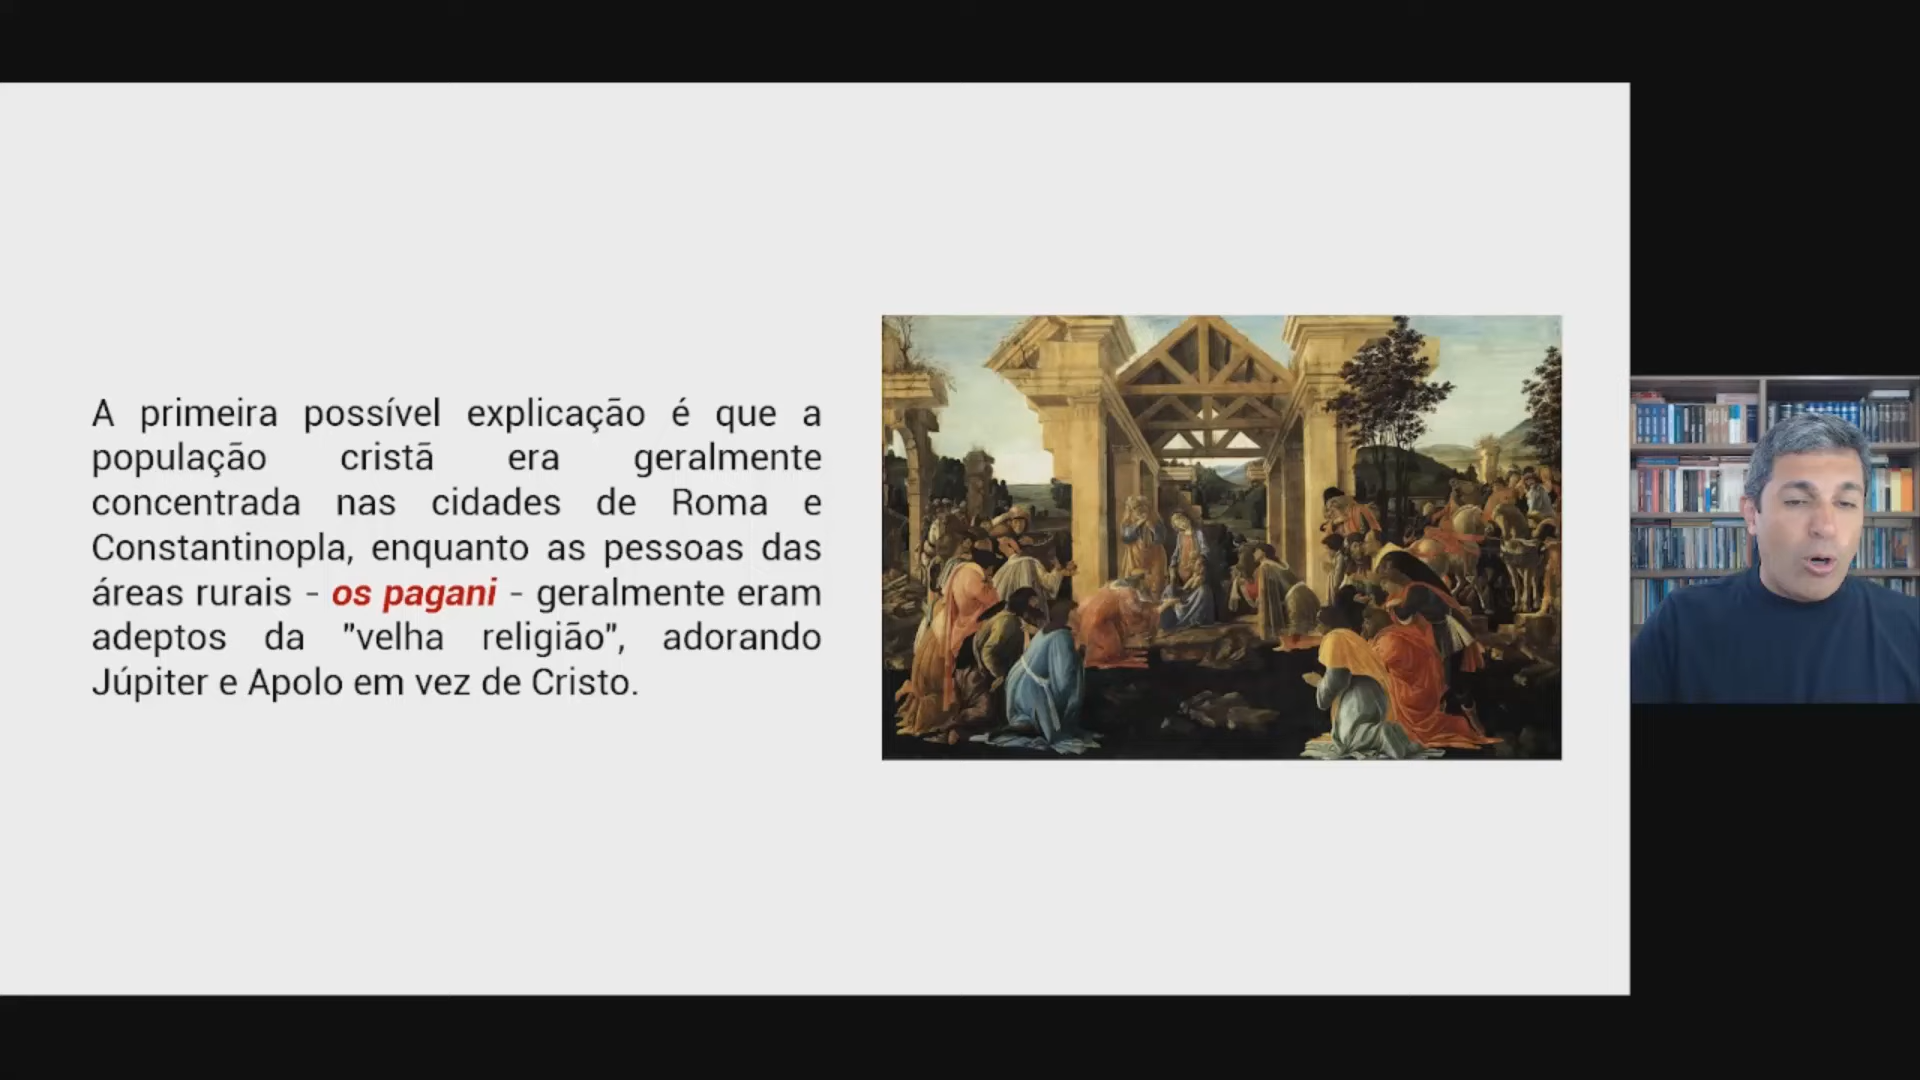 A primeira possível explicação é que a
população cristã era geralmente
concentrada nas cidades de Roma e
Constantinopla, enquanto as pessoas das
áreas rurais - os pagani - geralmente eram
adeptos da "velha religião", adorando
Júpiter e Apolo em vez de Cristo.